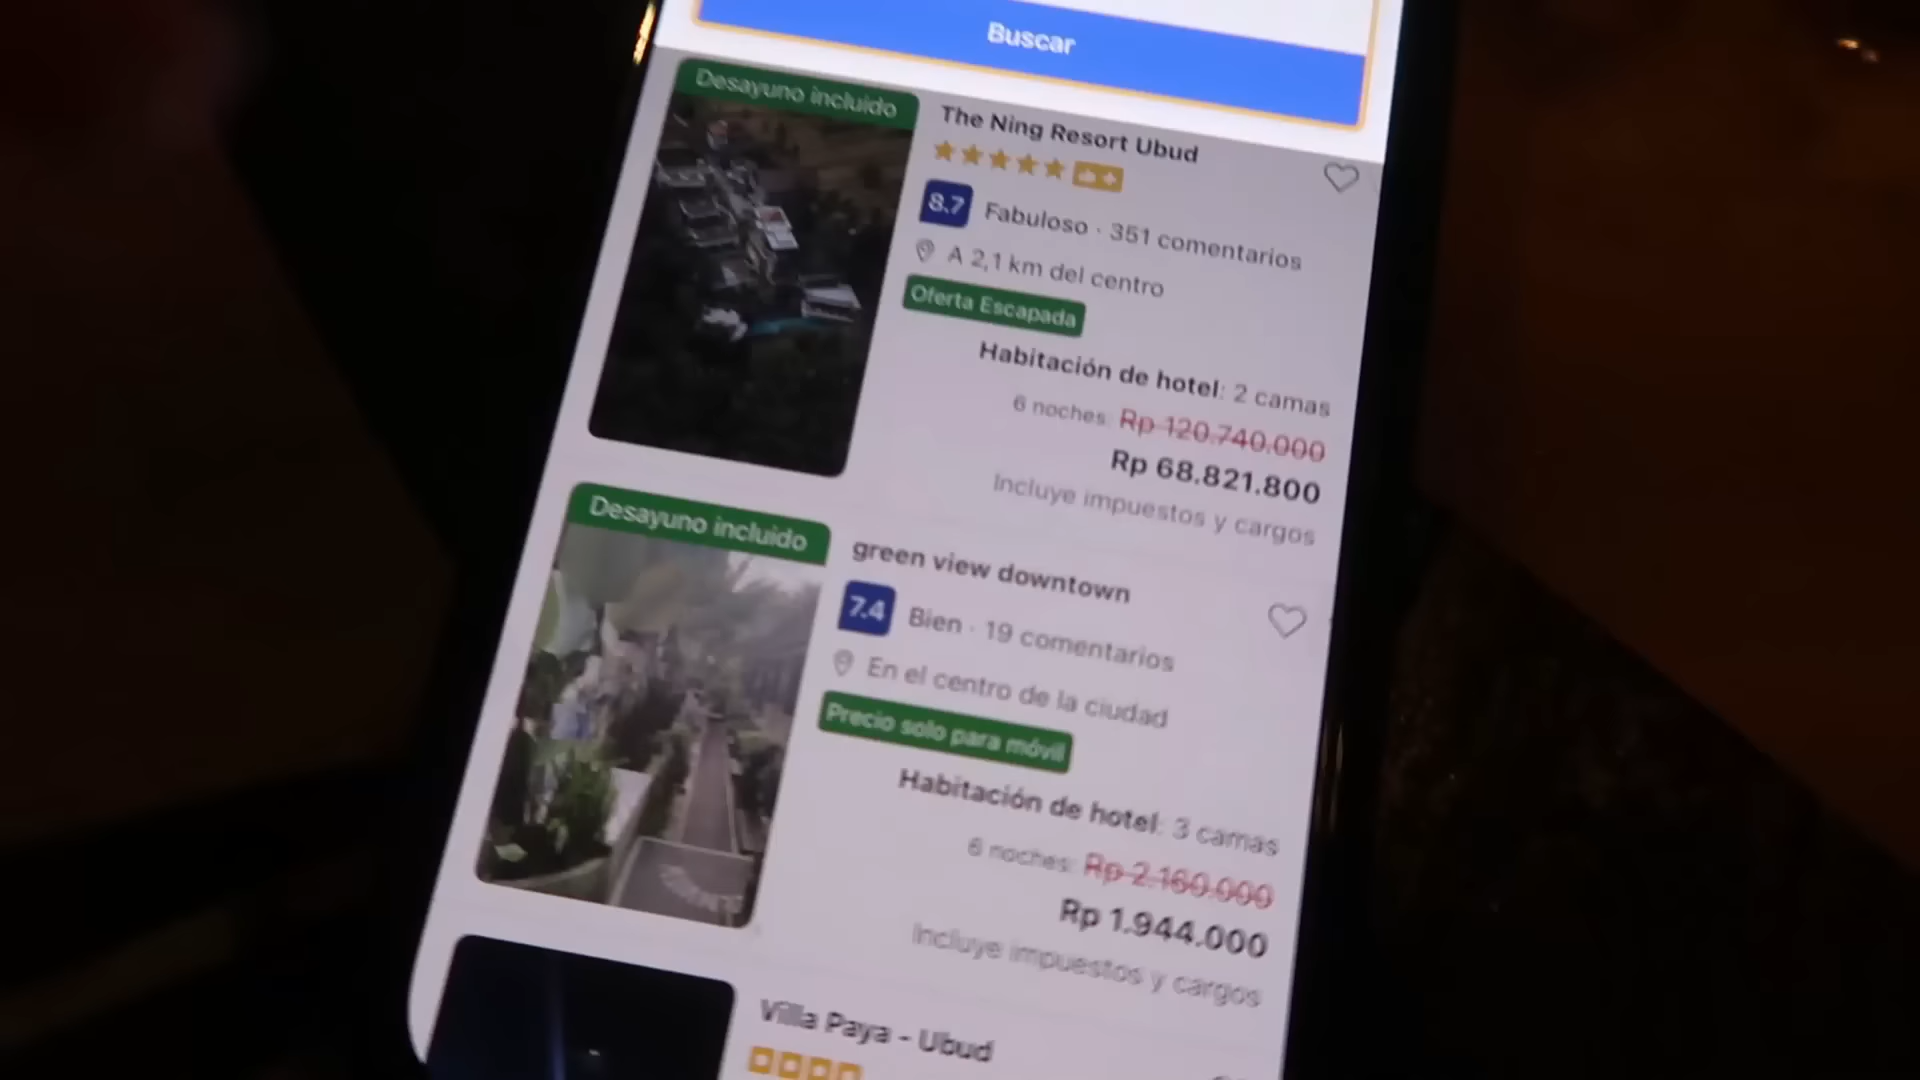 Buscar
Desayuno incluido
The Ning Resort Ubud
8.7 Fabuloso · 351 comentarios
A 2,1 km del centro
Oferta Escapada
Habitación de hotel: 2 camas
6 noches: Rp 120.740.000
Rp 68.821.800
Incluye impuestos y cargos
Desayuno incluido
green view downtown
7.4 Bien · 19 comentarios
En el centro de la ciudad
Precio solo para móvil
Habitación de hotel: 3 camas
6 noches: Rp 2.160.000
Rp 1.944.000
Incluye impuestos y cargos
Villa Paya - Ubud